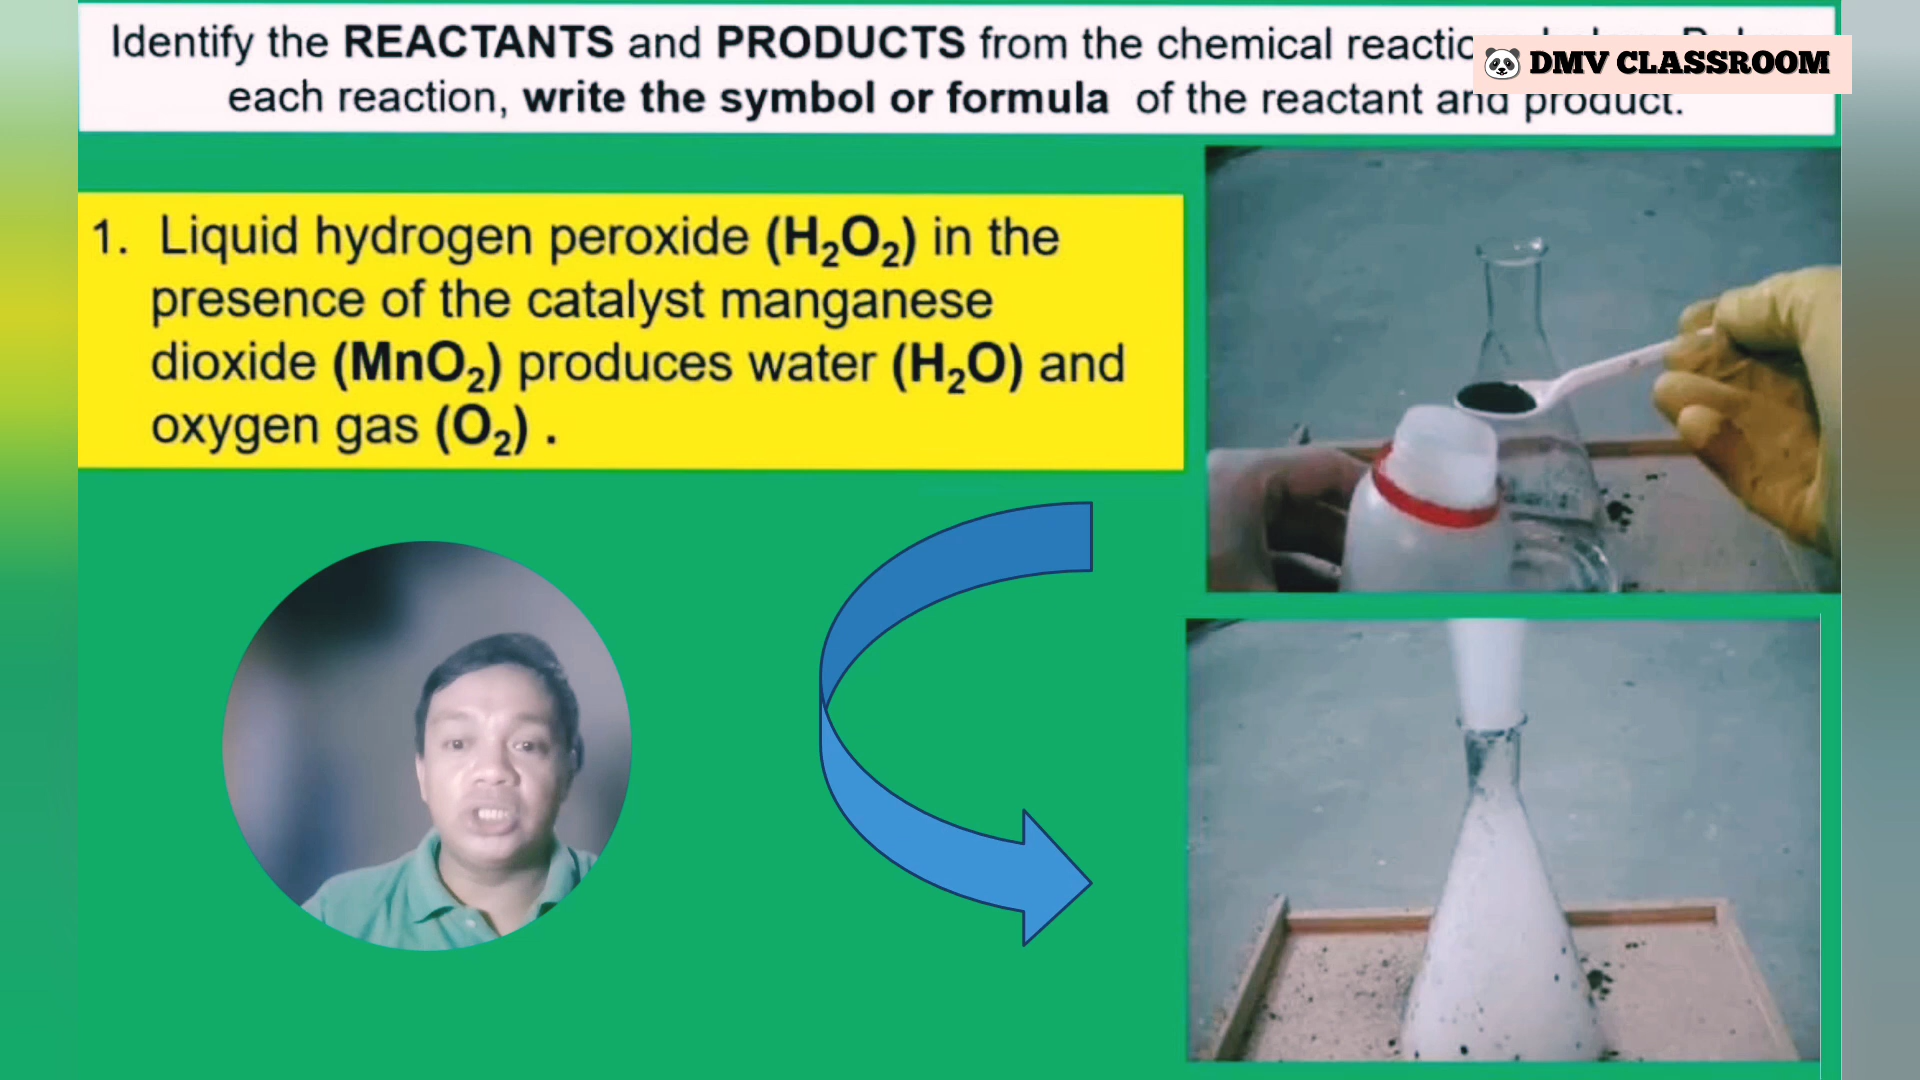 Identify the REACTANTS and PRODUCTS from the chemical
🐼 DMV CLASSROOM
each reaction, write the symbol or formula of the reactant and product.
1. Liquid hydrogen peroxide (H₂O₂) in the
presence of the catalyst manganese
dioxide (MnO₂) produces water (H₂O) and
oxygen gas (O₂) .